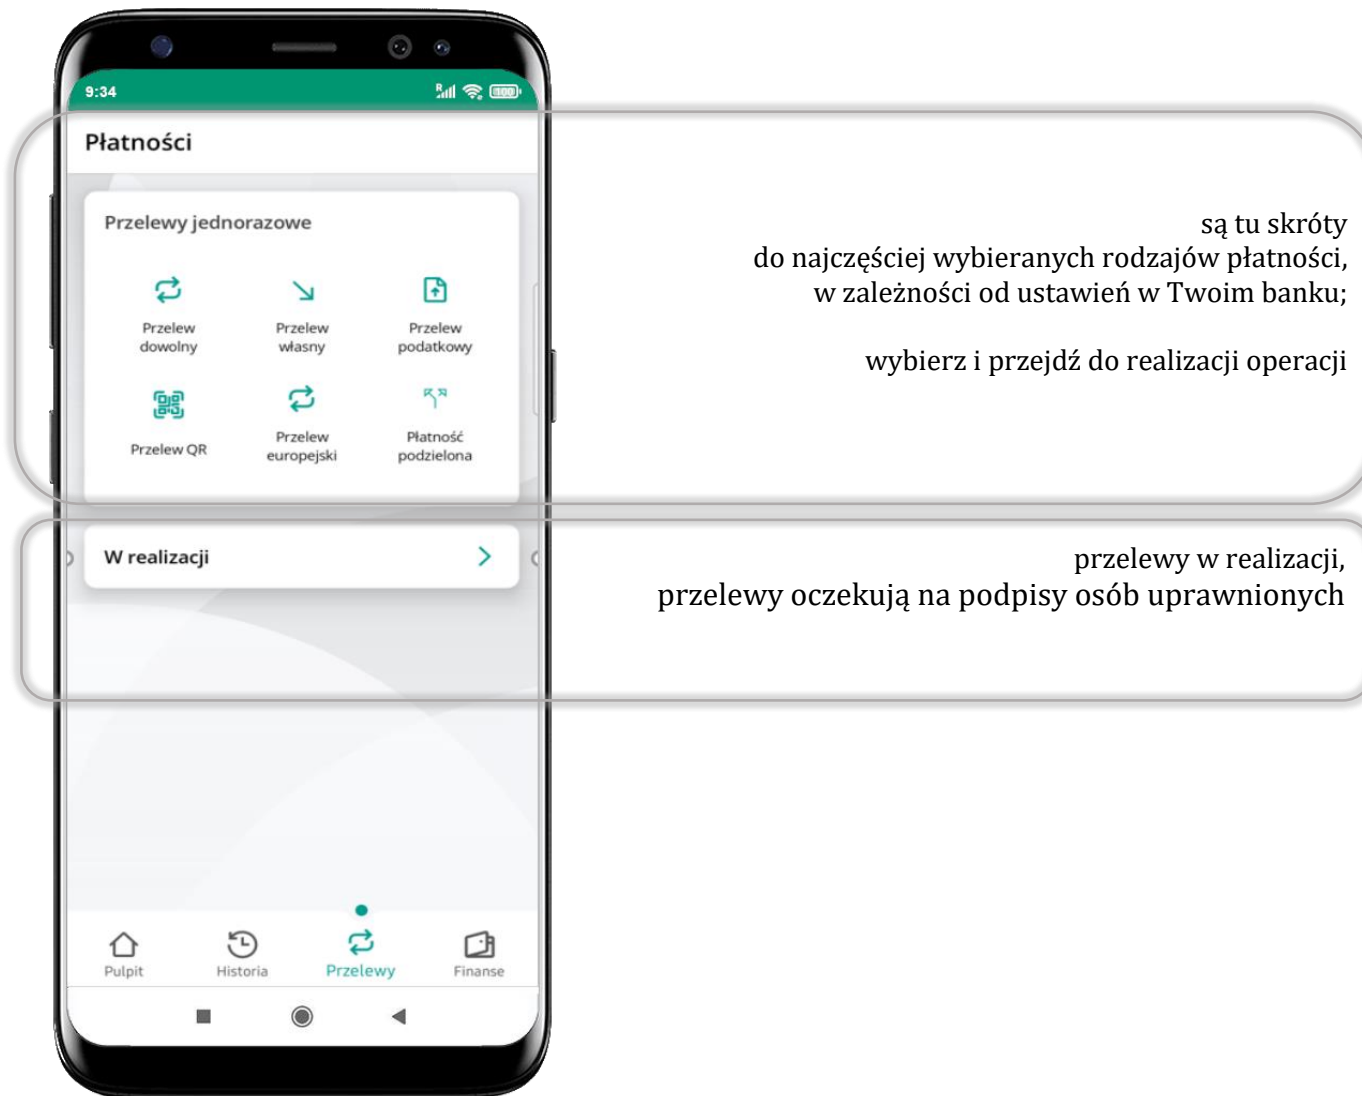 9:34
R
100
Płatności
Przelewy jednorazowe
Przelew
dowolny
Przelew
własny
Przelew
podatkowy
Przelew QR
Przelew
europejski
Płatność
podzielona
W realizacji
Pulpit
Historia
Przelewy
Finanse
są tu skróty
do najczęściej wybieranych rodzajów płatności,
w zależności od ustawień w Twoim banku;
wybierz i przejdź do realizacji operacji
przelewy w realizacji,
przelewy oczekują na podpisy osób uprawnionych